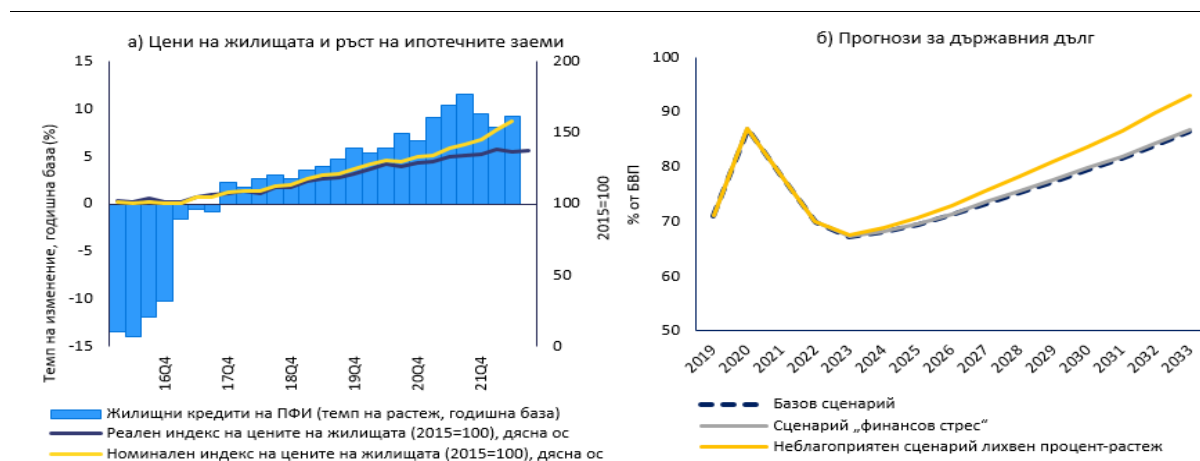 а) Цени на жилищата и ръст на ипотечните заеми
15
10
5
0
-5
-10
-15
Темп на изменение, годишна база (%)
200
150
100
50
0
2015=100
16Q4
17Q4
18Q4
19Q4
20Q4
21Q4
Жилищни кредити на ПФИ (темп на растеж, годишна база)
Реален индекс на цените на жилищата (2015=100), дясна ос
Номинален индекс на цените на жилищата (2015=100), дясна ос
б) Прогнози за държавния дълг
100
90
80
70
60
50
% от БВП
2019
2020
2021
2022
2023
2024
2025
2026
2027
2028
2029
2030
2031
2032
2033
Базов сценарий
Сценарий „финансов стрес“
Неблагоприятен сценарий лихвен процент-растеж